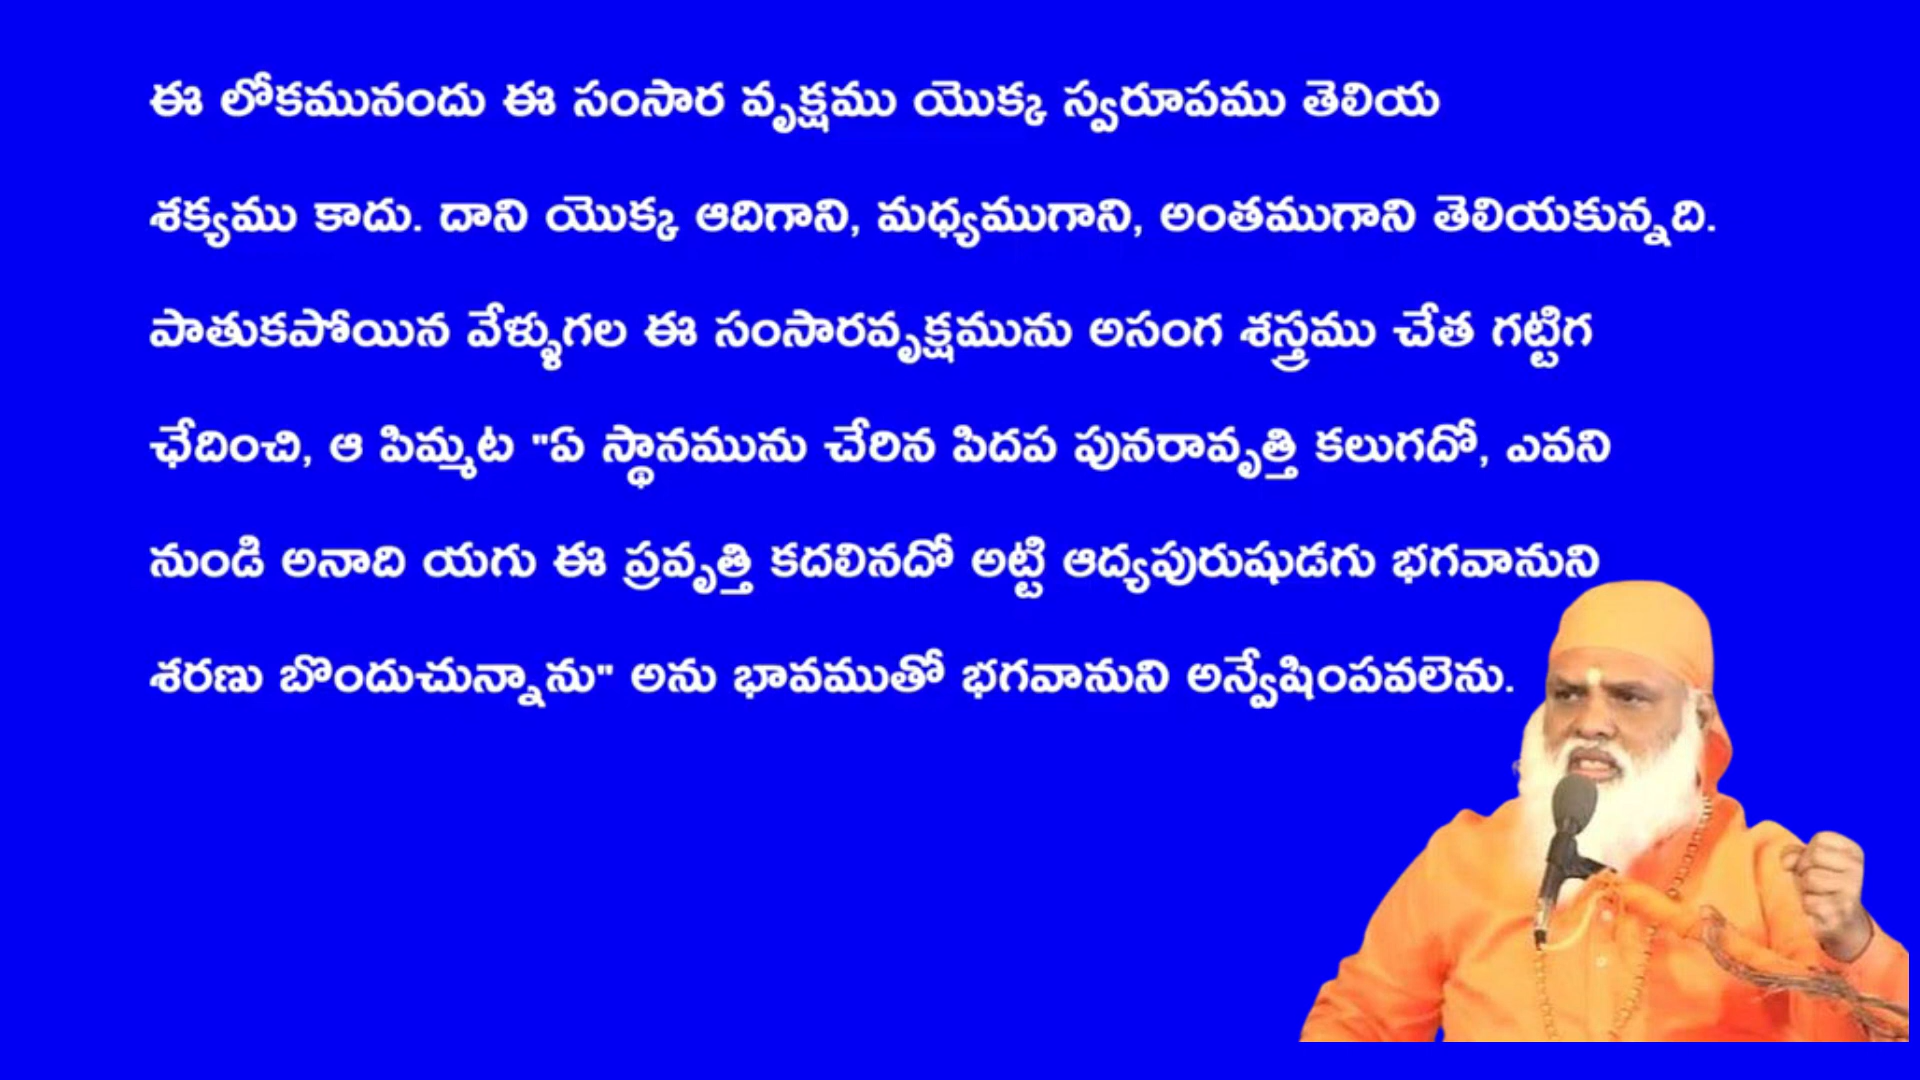 ఈ లోకమునందు ఈ సంసార వృక్షము యొక్క స్వరూపము తెలియ
శక్యము కాదు. దాని యొక్క ఆదిగాని, మధ్యముగాని, అంతముగాని తెలియకున్నది.
పాతుకపోయిన వేళ్ళుగల ఈ సంసారవృక్షమును అసంగ శస్త్రము చేత గట్టిగ
ఛేదించి, ఆ పిమ్మట "ఏ స్థానమును చేరిన పిదప పునరావృత్తి కలుగదో, ఎవని
నుండి అనాది యగు ఈ ప్రవృత్తి కదలినదో అట్టి ఆద్యపురుషుడగు భగవానుని
శరణు బొందుచున్నాను" అను భావముతో భగవానుని అన్వేషింపవలెను.